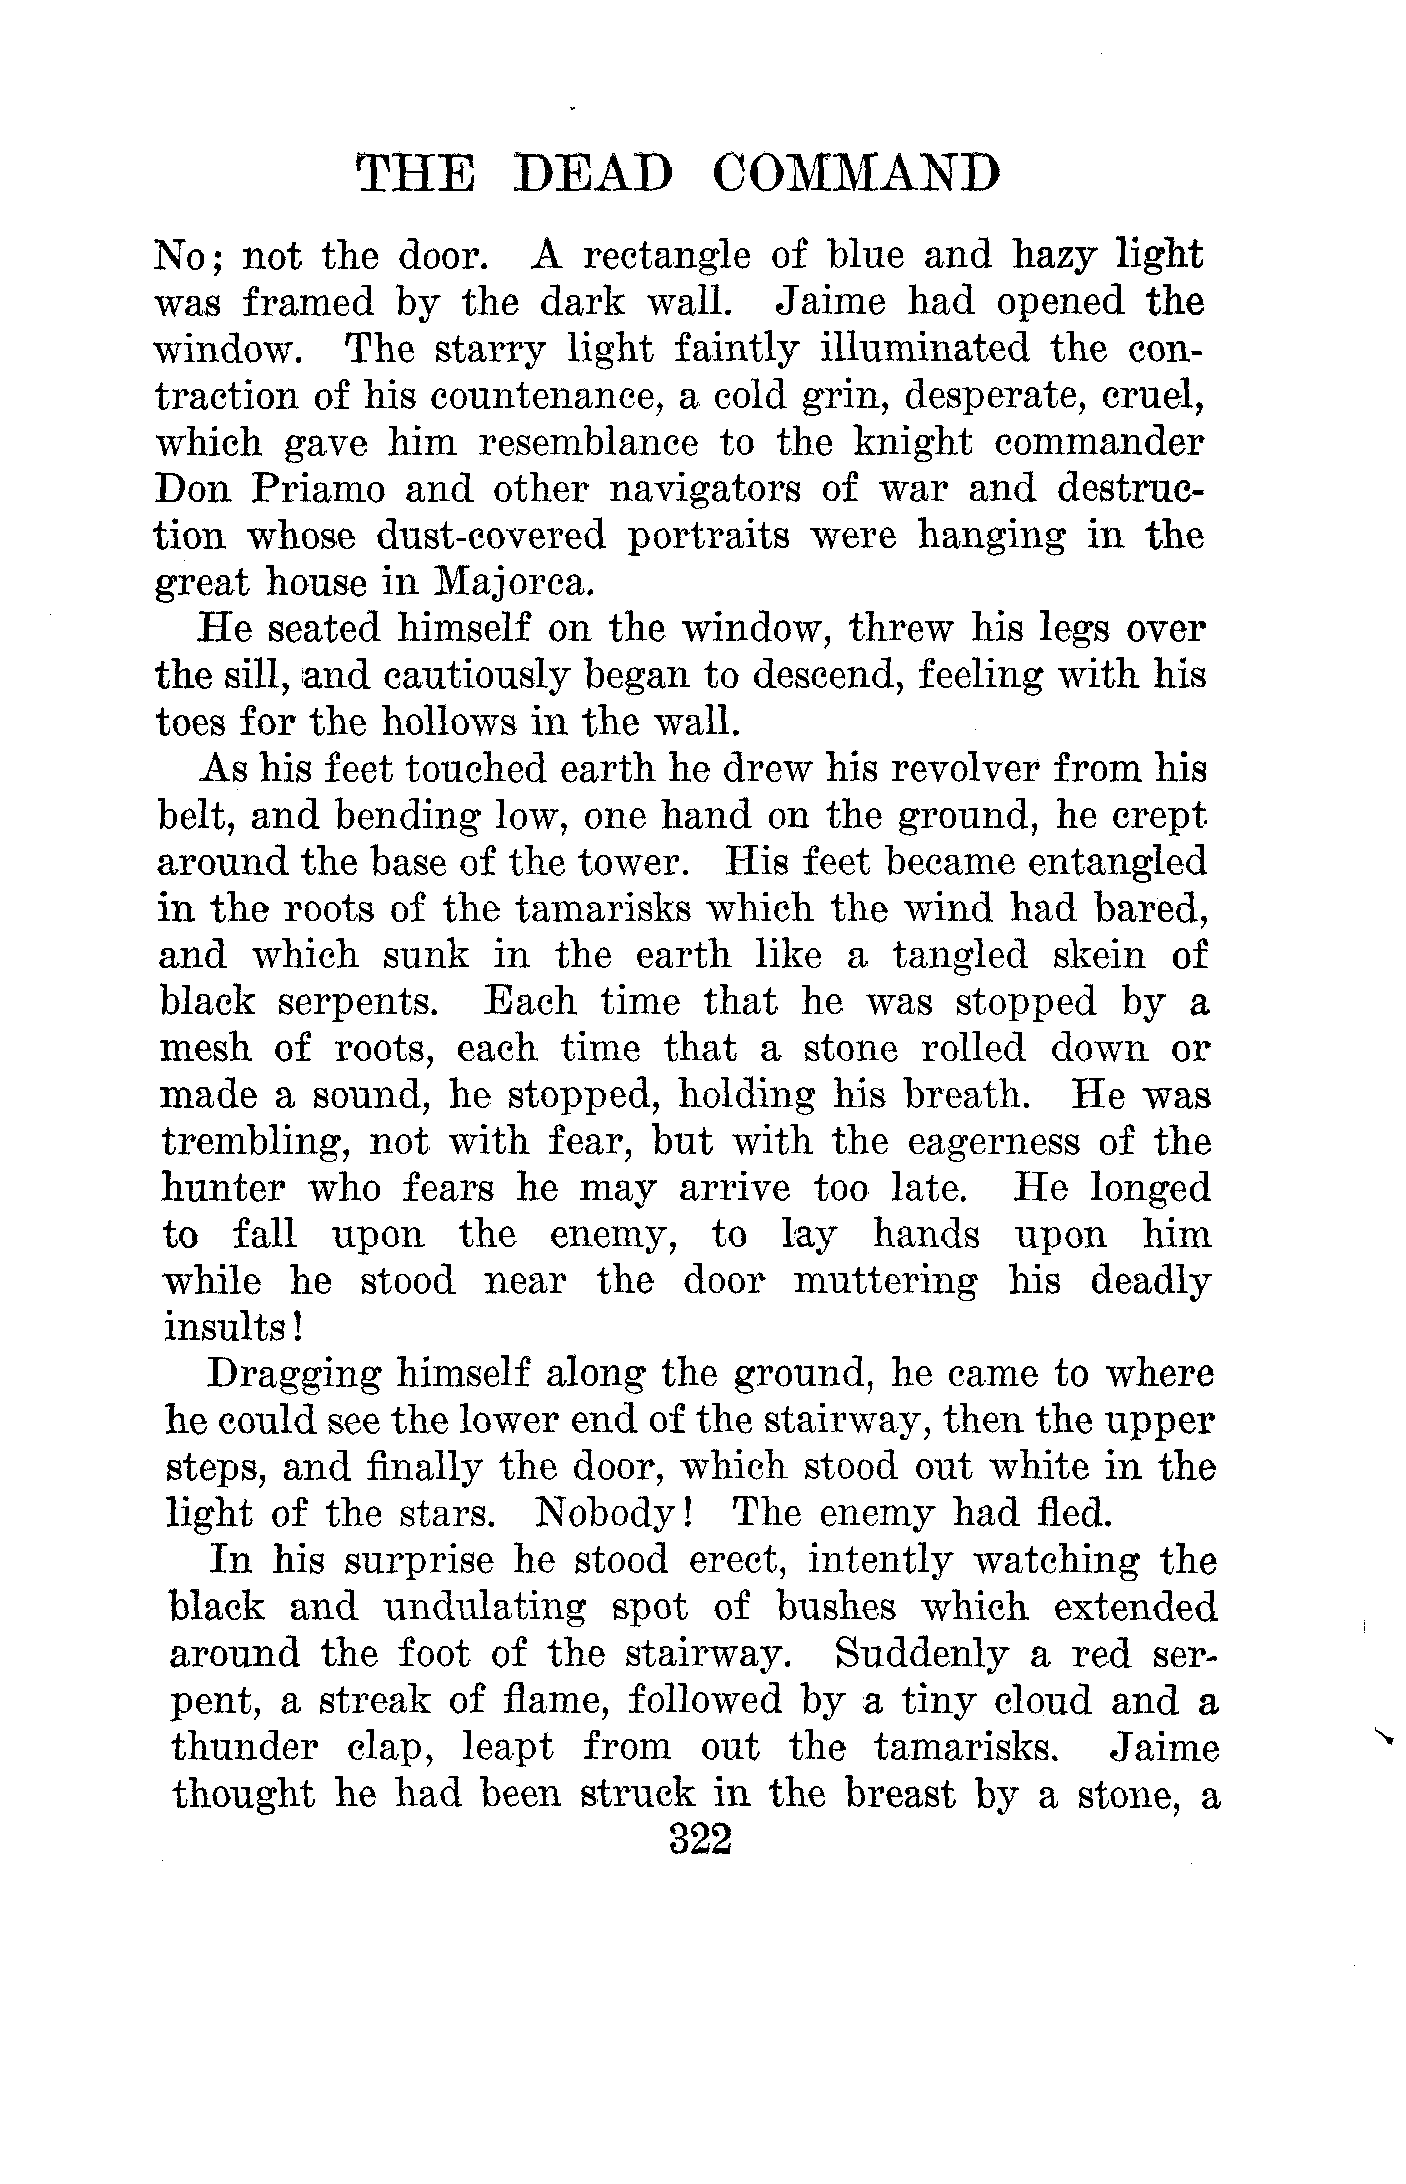 THE DEAD COMMAND
No; not the door. A rectangle of blue and hazy light
was framed by the dark wall. Jaime had opened the
window. The starry light faintly illuminated the con-
traction of his countenance, a cold grin, desperate, cruel,
which gave him resemblance to the knight commander
Don Priamo and other navigators of war and destruc-
tion whose dust-covered portraits were hanging in the
great house in Majorca.
He seated himself on the window, threw his legs over
the sill, and cautiously began to descend, feeling with his
toes for the hollows in the wall.
As his feet touched earth he drew his revolver from his
belt, and bending low, one hand on the ground, he crept
around the base of the tower. His feet became entangled
in the roots of the tamarisks which the wind had bared,
and which sunk in the earth like a tangled skein of
black serpents. Each time that he was stopped by a
mesh of roots, each time that a stone rolled down or
made a sound, he stopped, holding his breath. He was
trembling, not with fear, but with the eagerness of the
hunter who fears he may arrive too late. He longed
to fall upon the enemy, to lay hands upon him
while he stood near the door muttering his deadly
insults!
Dragging himself along the ground, he came to where
he could see the lower end of the stairway, then the upper
steps, and finally the door, which stood out white in the
light of the stars. Nobody! The enemy had fled.
In his surprise he stood erect, intently watching the
black and undulating spot of bushes which extended
around the foot of the stairway. Suddenly a red ser-
pent, a streak of flame, followed by a tiny cloud and a
thunder clap, leapt from out the tamarisks. Jaime
thought he had been struck in the breast by a stone, a
322